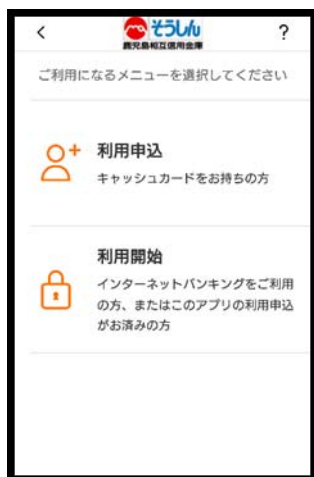 < そうしん ?
鹿児島相互信用金庫
ご利用になるメニューを選択してください
利用申込
キャッシュカードをお持ちの方
利用開始
インターネットバンキングをご利用
の方、またはこのアプリの利用申込
がお済みの方